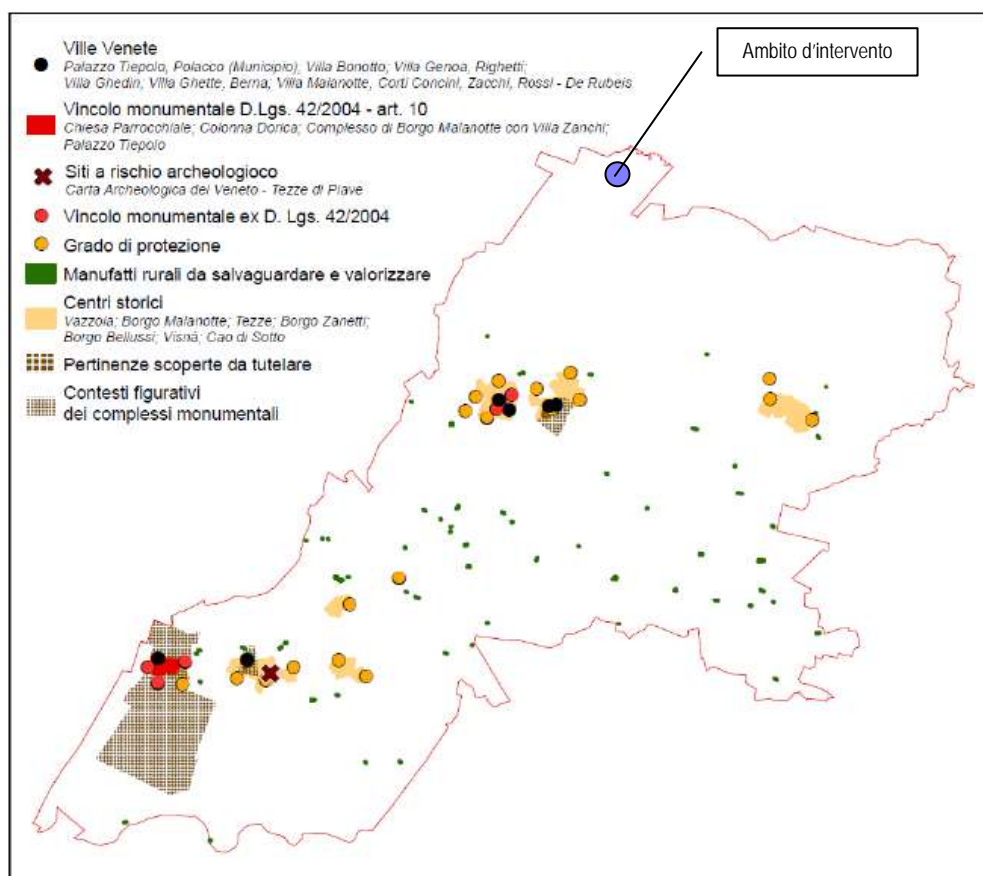 Ambito d'intervento
Ville Venete
Palazzo Tiepolo, Polacco (Municipio), Villa Bonotto; Villa Genoa, Righetti;
Villa Ghedin; Villa Ghette, Berna; Villa Malanotte, Corti Concini, Zacchi, Rossi - De Rubeis
Vincolo monumentale D.Lgs. 42/2004 - art. 10
Chiesa Parrocchiale; Colonna Dorica; Complesso di Borgo Malanotte con Villa Zanchi;
Palazzo Tiepolo
Siti a rischio archeologioco
Carta Archeologica del Veneto - Tezze di Piave
Vincolo monumentale ex D. Lgs. 42/2004
Grado di protezione
Manufatti rurali da salvaguardare e valorizzare
Centri storici
Vazzola; Borgo Malanotte; Tezze; Borgo Zanetti;
Borgo Bellussi; Visnà; Cao di Sotto
Pertinenze scoperte da tutelare
Contesti figurativi
dei complessi monumentali